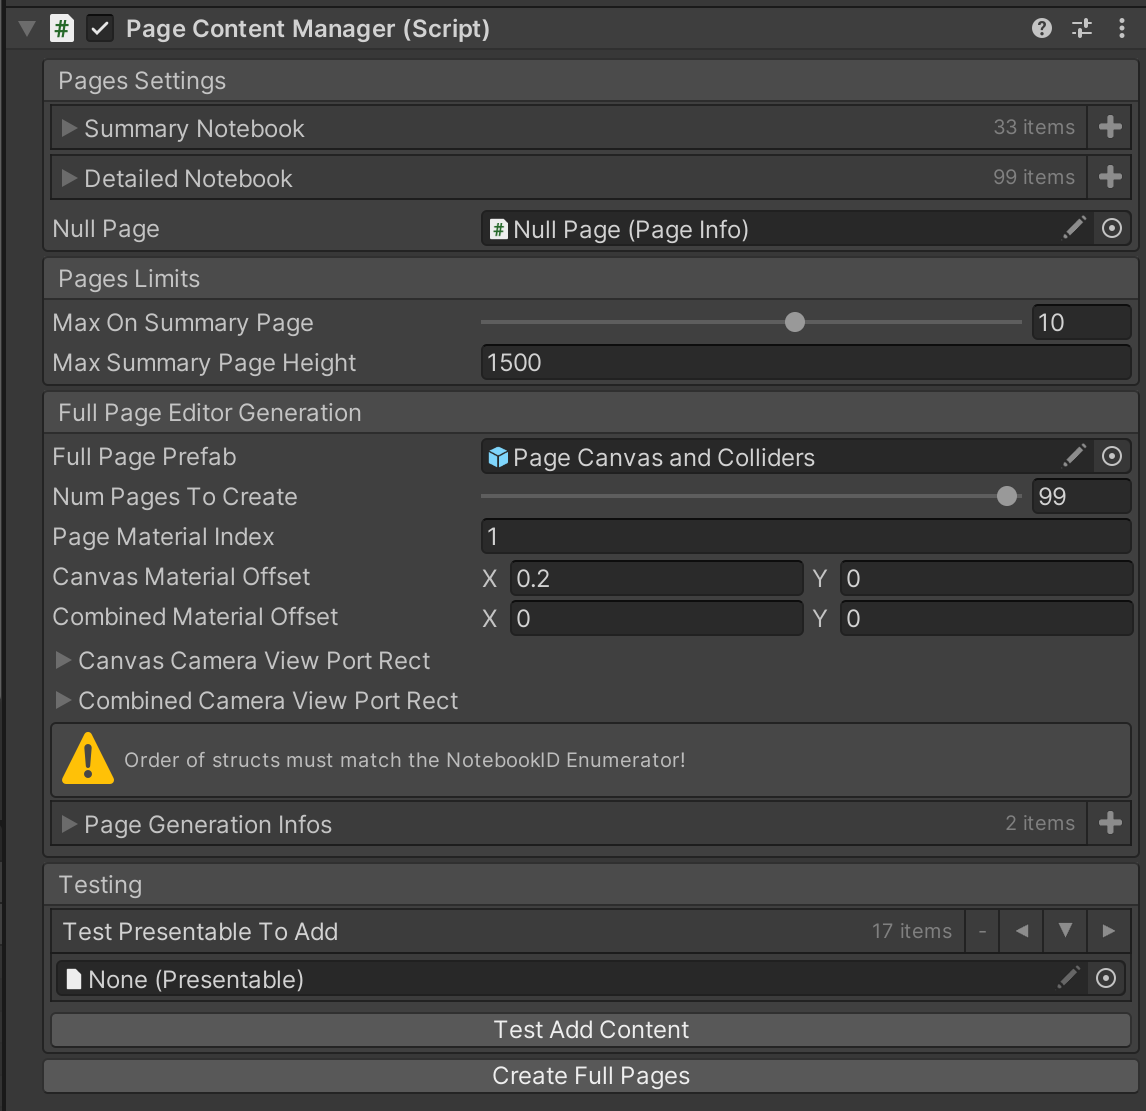 # Page Content Manager (Script)
Pages Settings
Summary Notebook 33 items
Detailed Notebook 99 items
Null Page # Null Page (Page Info)
Pages Limits
Max On Summary Page 10
Max Summary Page Height 1500
Full Page Editor Generation
Full Page Prefab Page Canvas and Colliders
Num Pages To Create 99
Page Material Index 1
Canvas Material Offset X 0.2 Y 0
Combined Material Offset X 0 Y 0
Canvas Camera View Port Rect
Combined Camera View Port Rect
Order of structs must match the NotebookID Enumerator!
Page Generation Infos 2 items
Testing
Test Presentable To Add 17 items -
None (Presentable)
Test Add Content
Create Full Pages